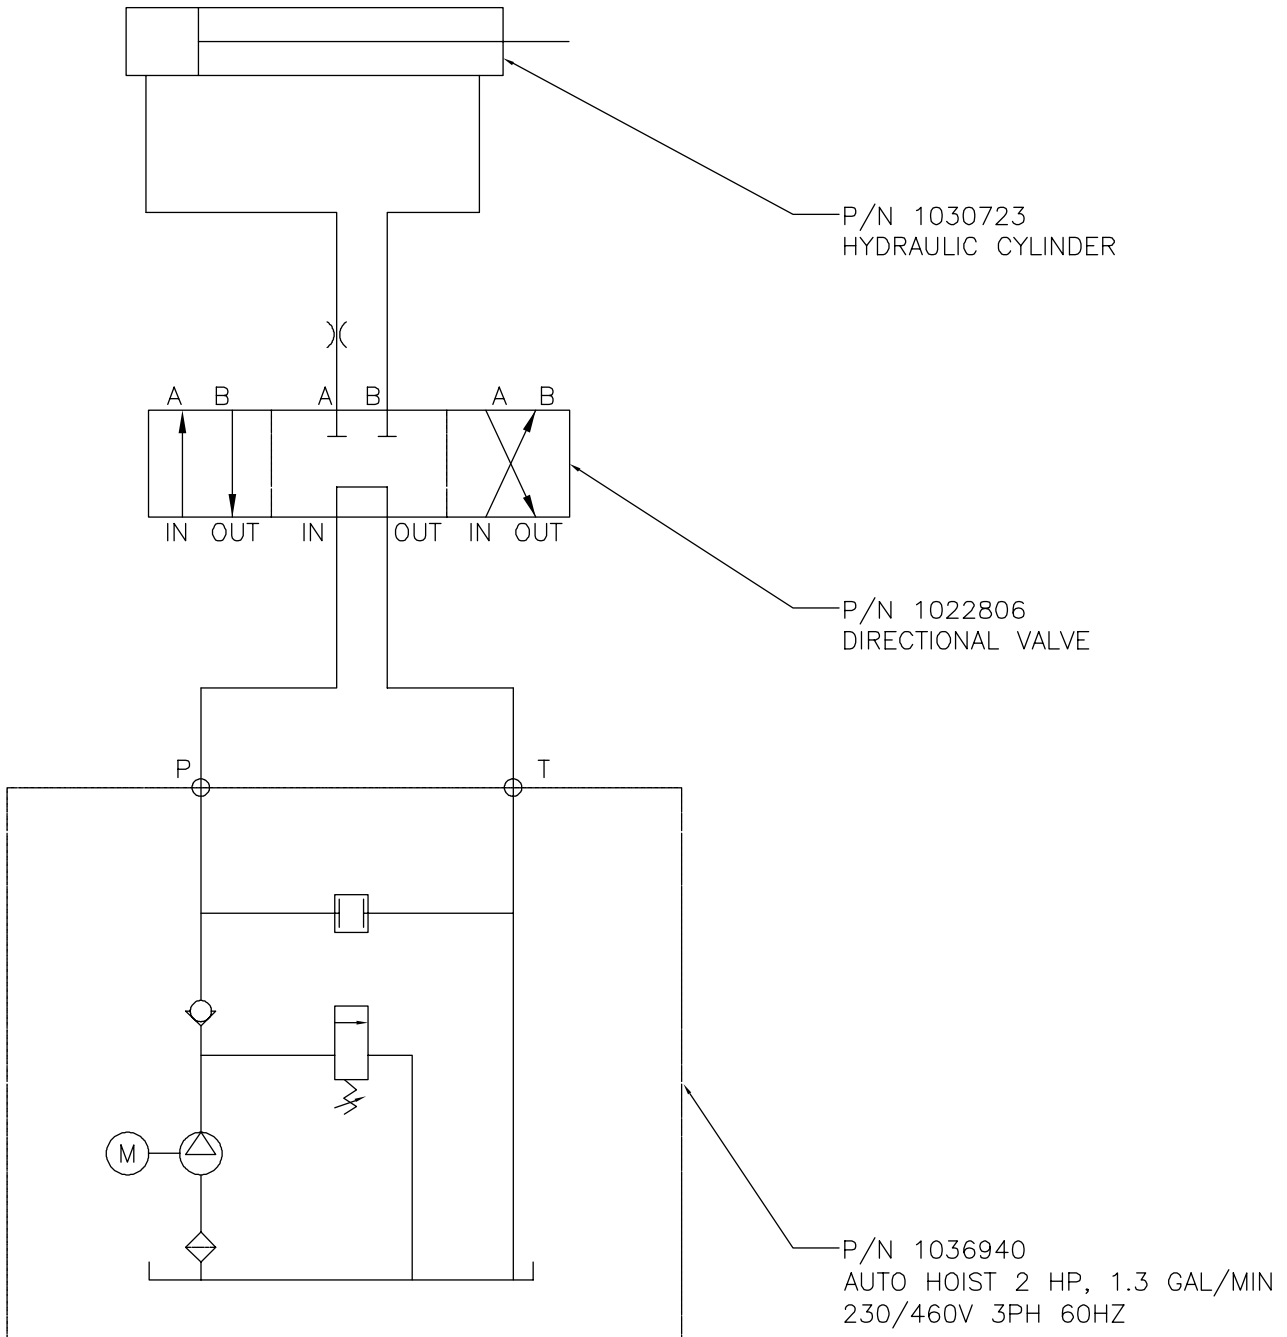 P/N 1030723
HYDRAULIC CYLINDER
A B A B A B
IN OUT IN OUT IN OUT
P/N 1022806
DIRECTIONAL VALVE
P T
M
P/N 1036940
AUTO HOIST 2 HP, 1.3 GAL/MIN
230/460V 3PH 60HZ